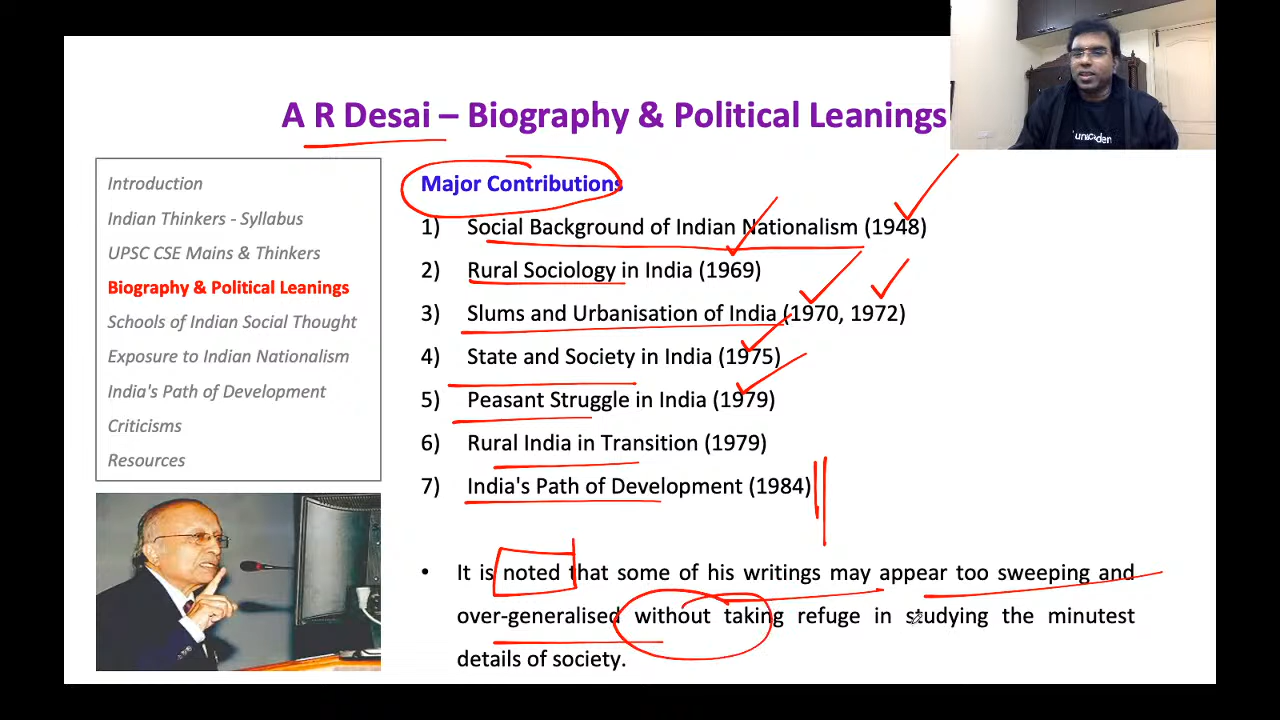 A R Desai – Biography & Political Leanings
Introduction
Indian Thinkers - Syllabus
UPSC CSE Mains & Thinkers
Biography & Political Leanings
Schools of Indian Social Thought
Exposure to Indian Nationalism
India's Path of Development
Criticisms
Resources
Major Contributions
1) Social Background of Indian Nationalism (1948)
2) Rural Sociology in India (1969)
3) Slums and Urbanisation of India (1970, 1972)
4) State and Society in India (1975)
5) Peasant Struggle in India (1979)
6) Rural India in Transition (1979)
7) India's Path of Development (1984)
• It is noted that some of his writings may appear too sweeping and
over-generalised without taking refuge in studying the minutest
details of society.